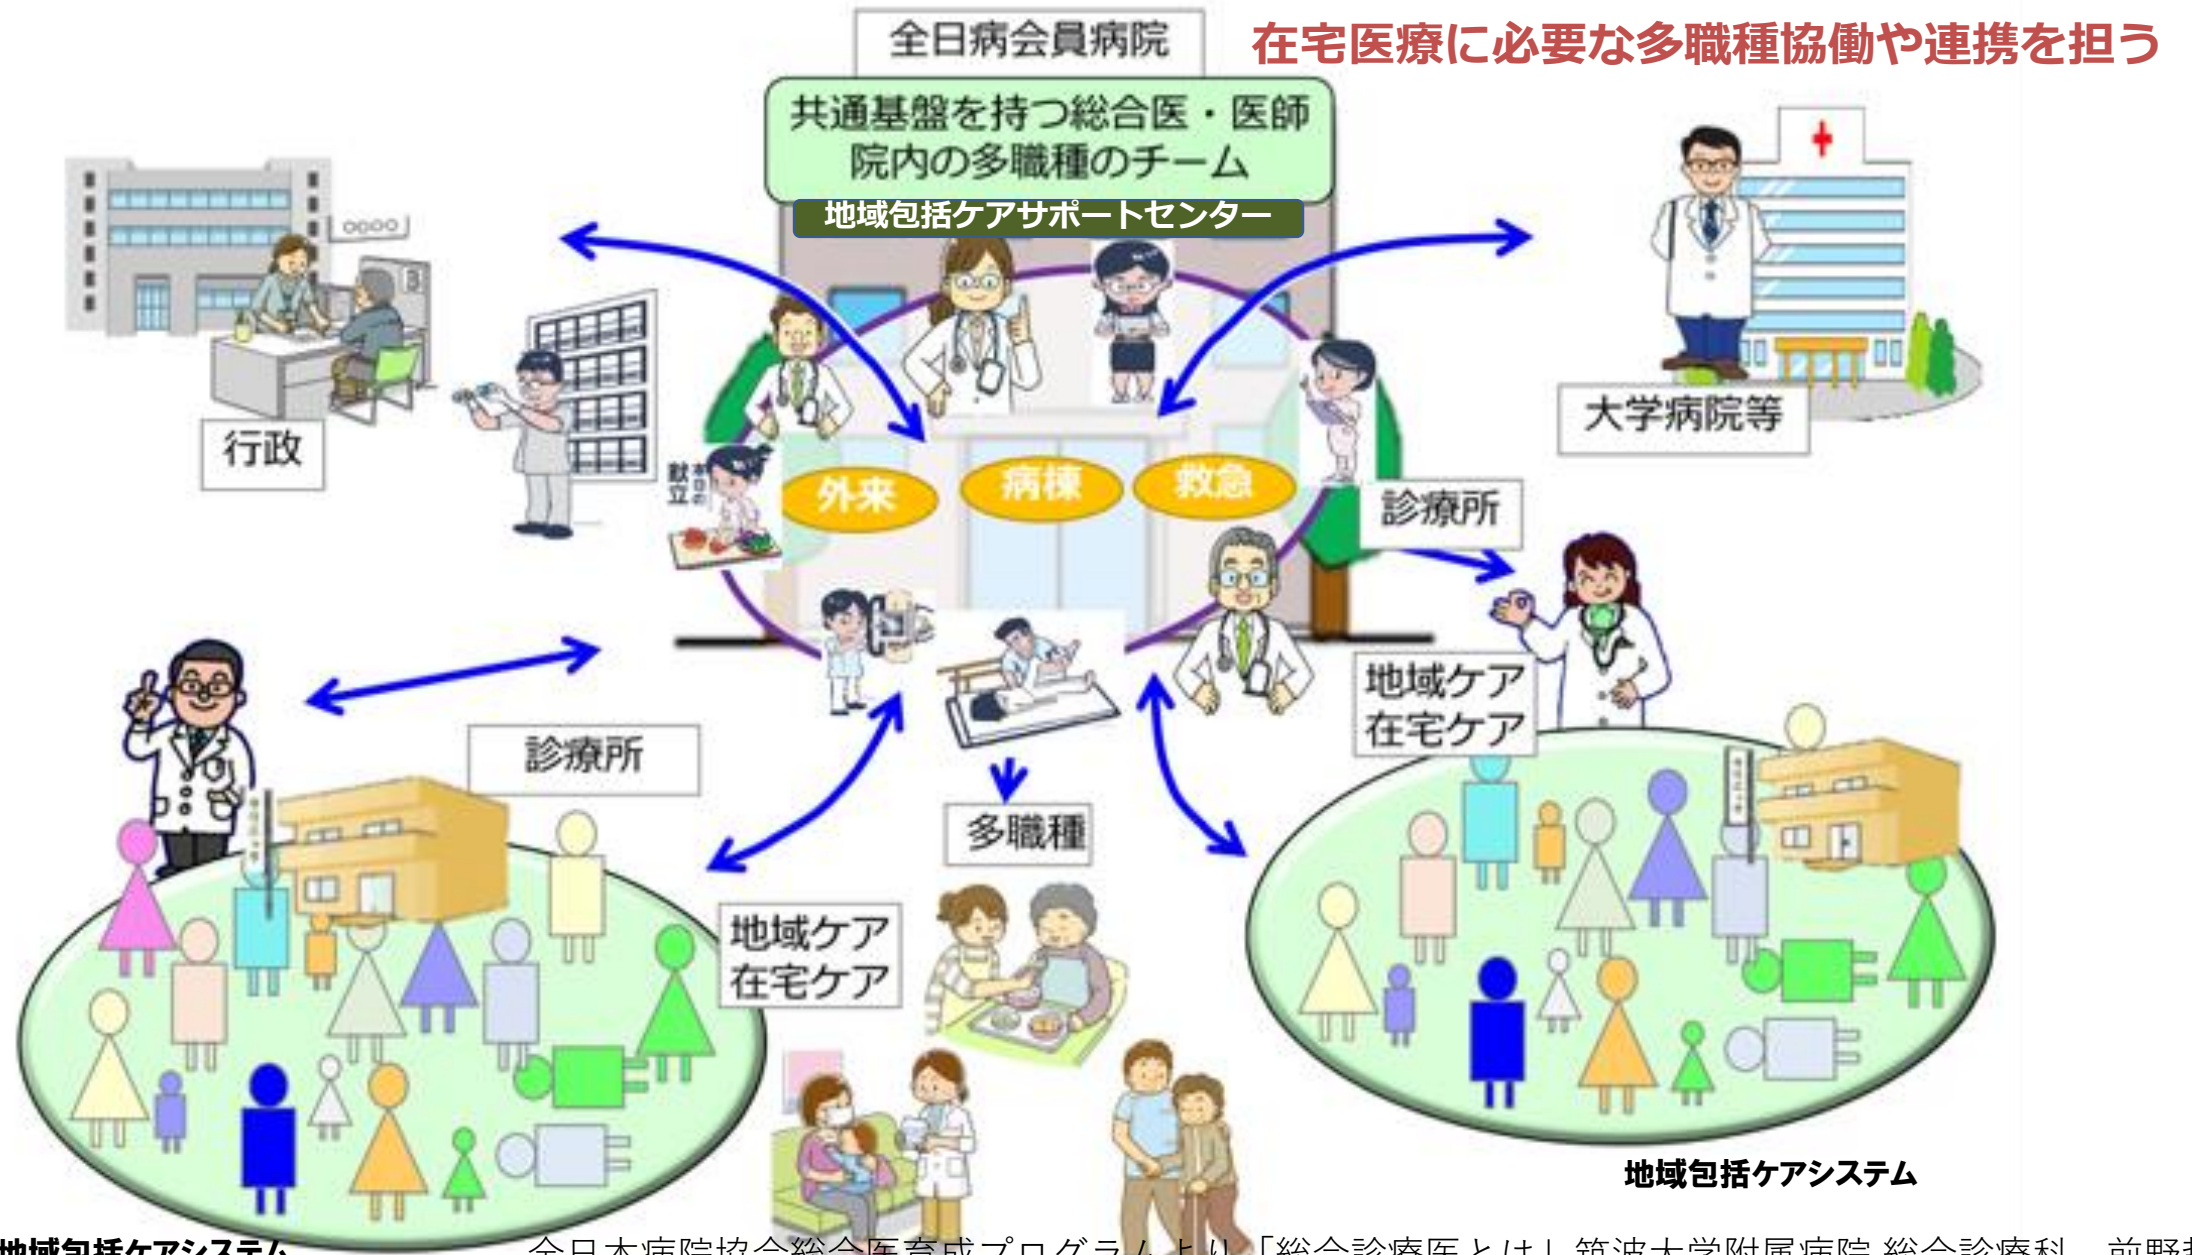 全日病会員病院
在宅医療に必要な多職種協働や連携を担う
共通基盤を持つ総合医・医師
院内の多職種のチーム
地域包括ケアサポートセンター
行政
大学病院等
本日の
献立
外来
病棟
救急
診療所
地域ケア
在宅ケア
診療所
多職種
地域ケア
在宅ケア
地域包括ケアシステム
地域包括ケアシステム
全日本病院協会総合医育成プログラムより「総合診療医とは」筑波大学附属病院 総合診療科 前野